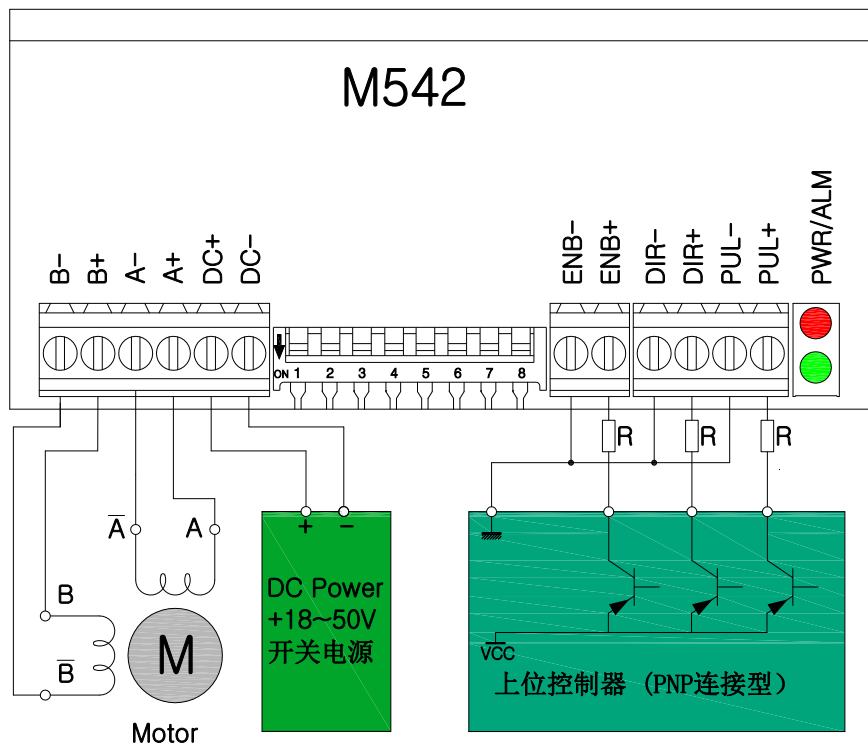 M542
B-
B+
A-
A+
DC+
DC-
ENB-
ENB+
DIR-
DIR+
PUL-
PUL+
PWR/ALM
ON 1 2 3 4 5 6 7 8
R R R
A̅ A
+ -
B
B̅
M
Motor
DC Power
+18~50V
开关电源
VCC
上位控制器 (PNP连接型)